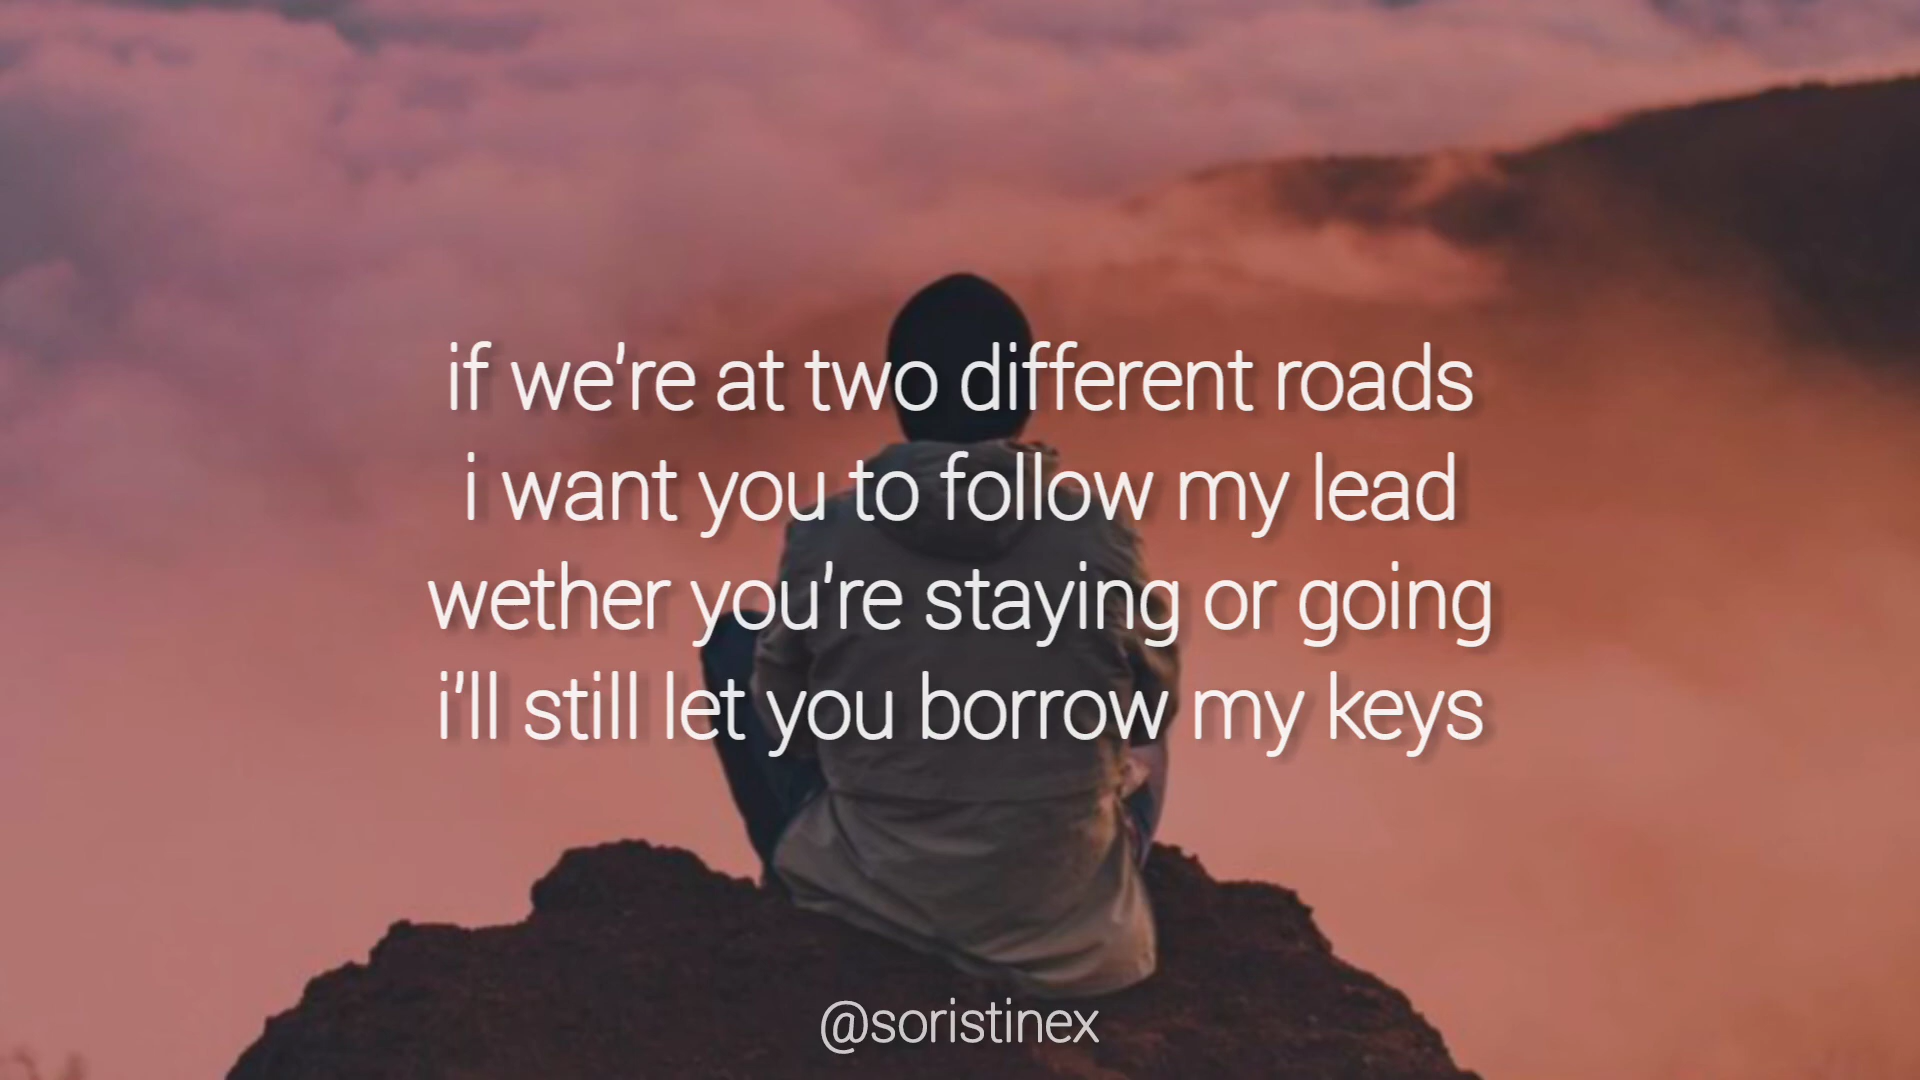 if we're at two different roads
i want you to follow my lead
wether you're staying or going
i'll still let you borrow my keys
@soristinex